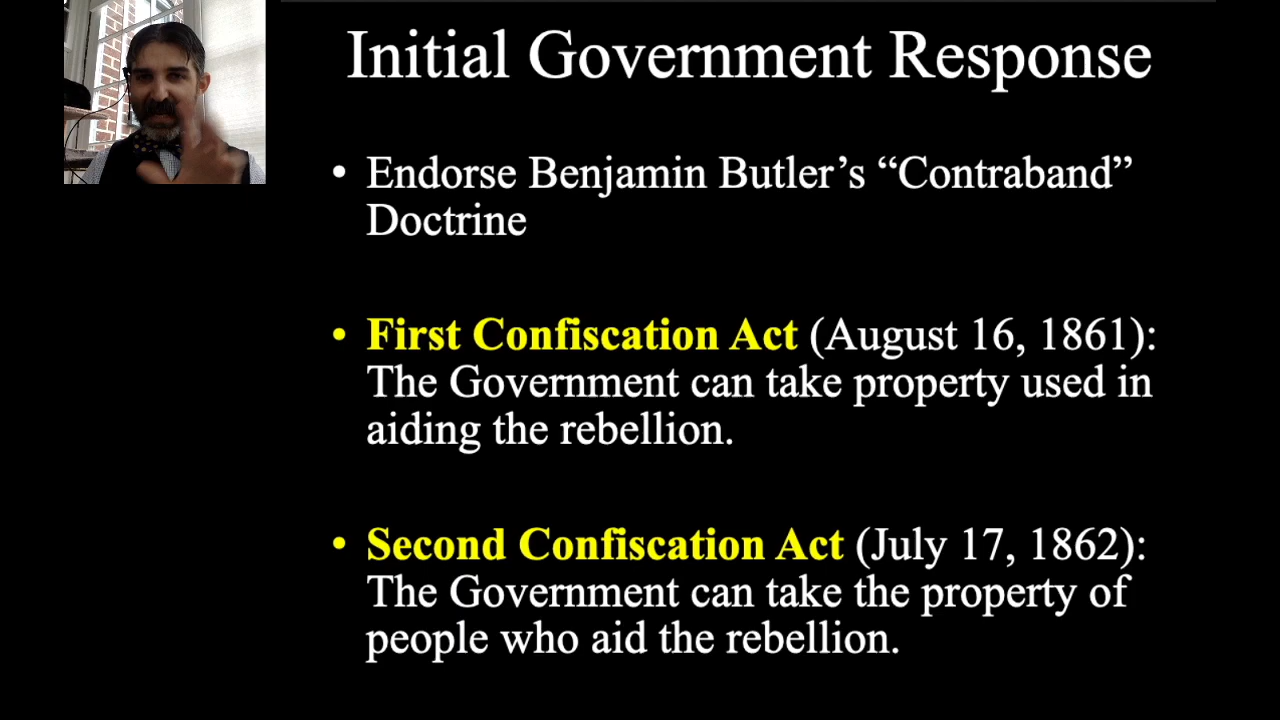 Initial Government Response
• Endorse Benjamin Butler’s “Contraband”
Doctrine
• First Confiscation Act (August 16, 1861):
The Government can take property used in
aiding the rebellion.
• Second Confiscation Act (July 17, 1862):
The Government can take the property of
people who aid the rebellion.